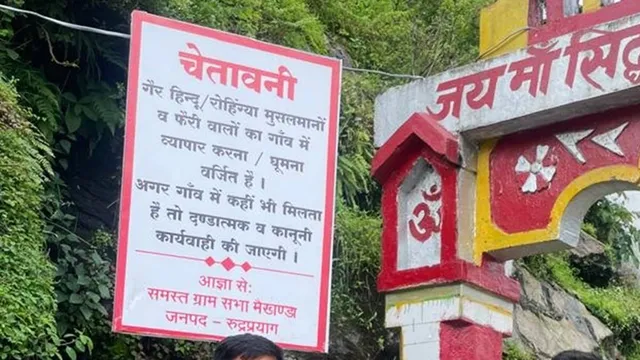 चेतावनी
गैर हिन्दू/रोहिंग्या मुसलमानों
व फेरी वालों का गाँव में
व्यापार करना / घूमना
वर्जित है ।
अगर गाँव में कहीं भी मिलता
है तो दण्डात्मक व कानूनी
कार्यवाही की जाएगी ।
आज्ञा से:
समस्त ग्राम सभा मैखण्डा
जनपद - रुद्रप्रयाग
जय माँ
ॐ